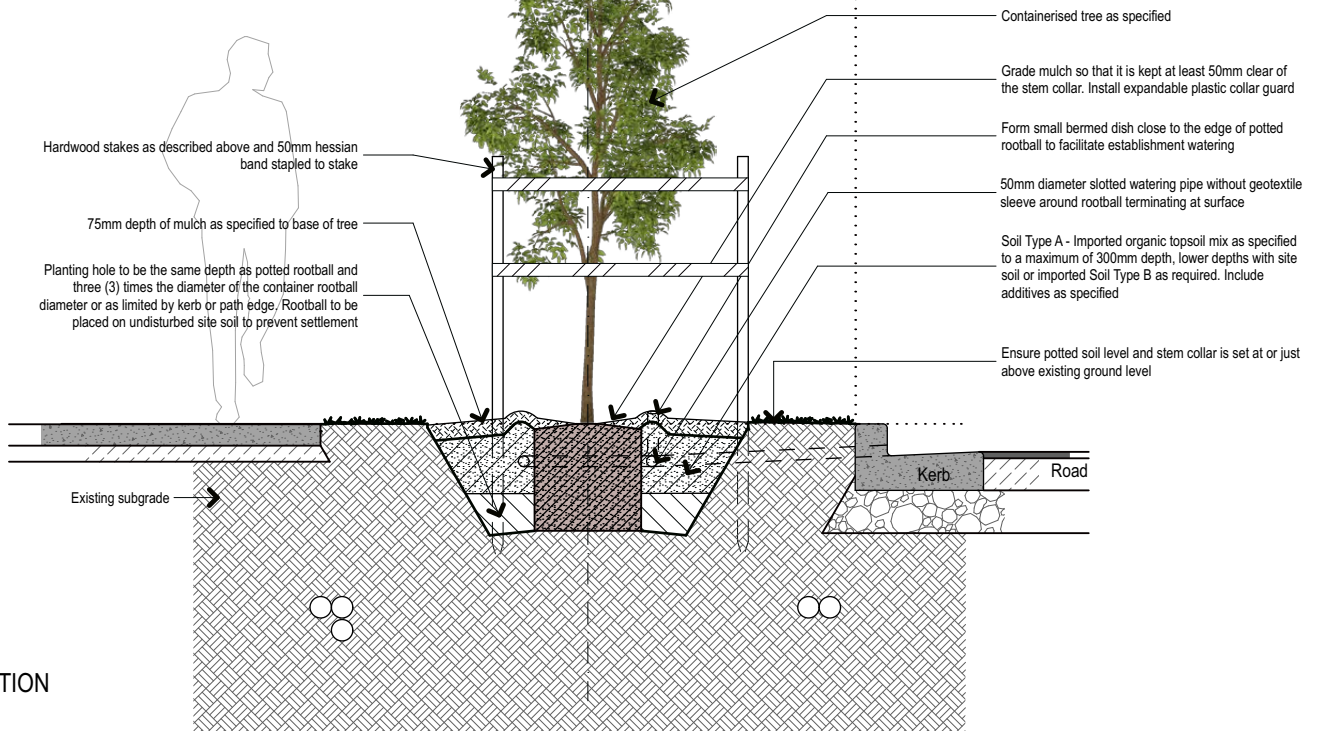 Hardwood stakes as described above and 50mm hessian
band stapled to stake
75mm depth of mulch as specified to base of tree
Planting hole to be the same depth as potted rootball and
three (3) times the diameter of the container rootball
diameter or as limited by kerb or path edge. Rootball to be
placed on undisturbed site soil to prevent settlement
Existing subgrade
Containerised tree as specified
Grade mulch so that it is kept at least 50mm clear of
the stem collar. Install expandable plastic collar guard
Form small bermed dish close to the edge of potted
rootball to facilitate establishment watering
50mm diameter slotted watering pipe without geotextile
sleeve around rootball terminating at surface
Soil Type A - Imported organic topsoil mix as specified
to a maximum of 300mm depth, lower depths with site
soil or imported Soil Type B as required. Include
additives as specified
Ensure potted soil level and stem collar is set at or just
above existing ground level
Kerb
Road
TION